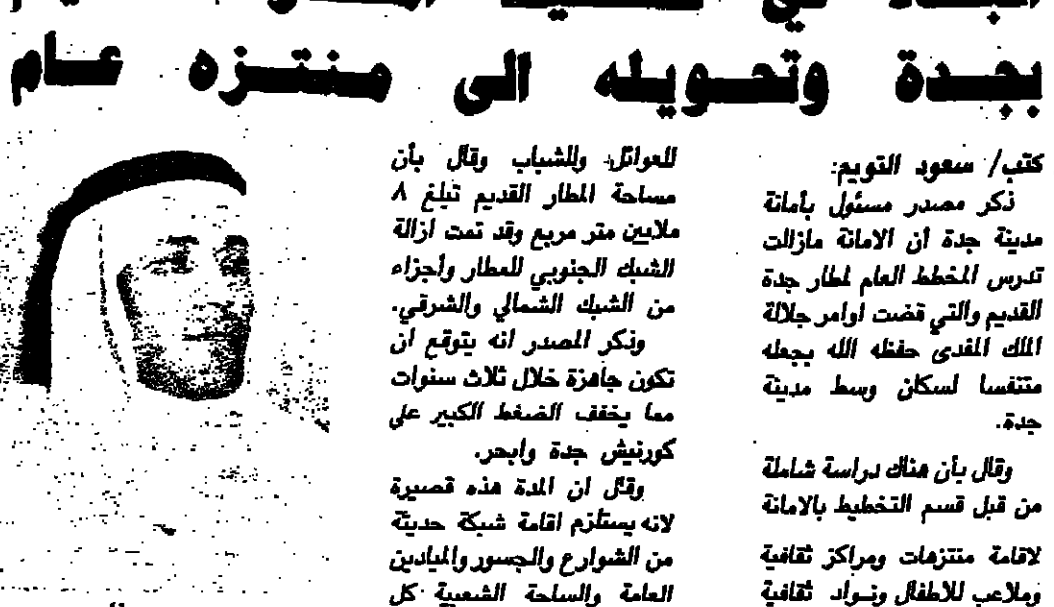 بجدة وتحويله الى منتزه عام
كتب/ سعود التويم:
ذكر مصدر مسئول بأمانة
مدينة جدة أن الامانة مازالت
تدرس المخطط العام لمطار جدة
القديم والتي قضت اوامر جلالة
الملك المفدى حفظه الله بجعله
متنفسا لسكان وسط مدينة
جدة.
وقال بأن هناك دراسة شاملة
من قبل قسم التخطيط بالامانة
لاقامة منتزهات ومراكز ثقافية
وملاعب للاطفال ونواد ثقافية
للعوائل والشباب وقال بأن
مساحة المطار القديم تبلغ ٨
ملايين متر مربع وقد تمت ازالة
الشبك الجنوبي للمطار وأجزاء
من الشبك الشمالي والشرقي.
وذكر المصدر انه يتوقع ان
تكون جاهزة خلال ثلاث سنوات
مما يخفف الضغط الكبير على
كورنيش جدة وابحر.
وقال ان المدة هذه قصيرة
لانه يستلزم اقامة شبكة حديثة
من الشوارع والجسور والميادين
العامة والساحة الشعبية كل